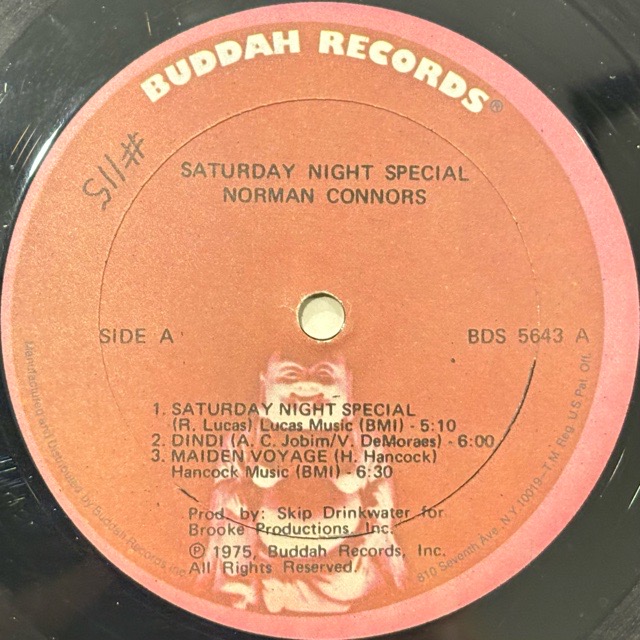 BUDDAH RECORDS®
#115
SATURDAY NIGHT SPECIAL
NORMAN CONNORS
SIDE A
BDS 5643 A
1. SATURDAY NIGHT SPECIAL
(R. Lucas) Lucas Music (BMI) - 5:10
2. DINDI (A. C. Jobim/V. DeMoraes) - 6:00
3. MAIDEN VOYAGE (H. Hancock)
Hancock Music (BMI) - 6:30
Prod. by: Skip Drinkwater for
Brooke Productions, Inc.
℗ 1975, Buddah Records, Inc.
All Rights Reserved.
Manufactured and Distributed by Buddah Records, Inc.
810 Seventh Ave. N.Y. 10019 - T.M. Reg. U.S. Pat. Off.